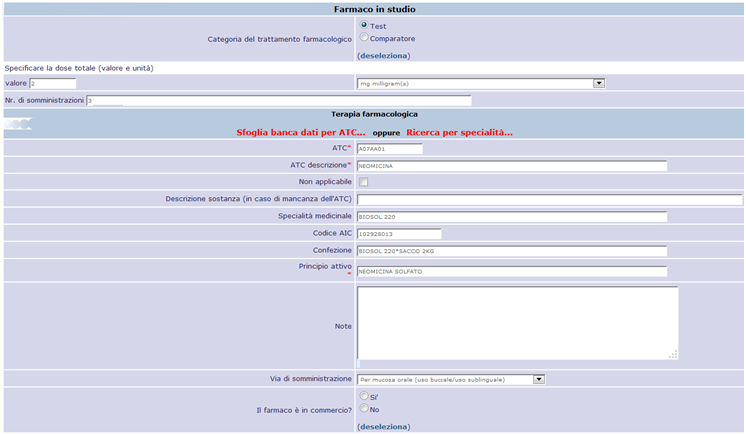 Farmaco in studio
Categoria del trattamento farmacologico
Test
Comparatore
(deseleziona)
Specificare la dose totale (valore e unità)
valore 2 mg milligram(s)
Nr. di somministrazioni 3
Terapia farmacologica
Sfoglia banca dati per ATC... oppure Ricerca per specialità...
ATC* A07AA01
ATC descrizione* NEOMICINA
Non applicabile
Descrizione sostanza (in caso di mancanza dell'ATC)
Specialità medicinale BIOSOL 220
Codice AIC 102928013
Confezione BIOSOL 220*SACCO 2KG
Principio attivo * NEOMICINA SOLFATO
Note
Via di somministrazione Per mucosa orale (uso buccale/uso sublinguale)
Il farmaco è in commercio?
Si'
No
(deseleziona)